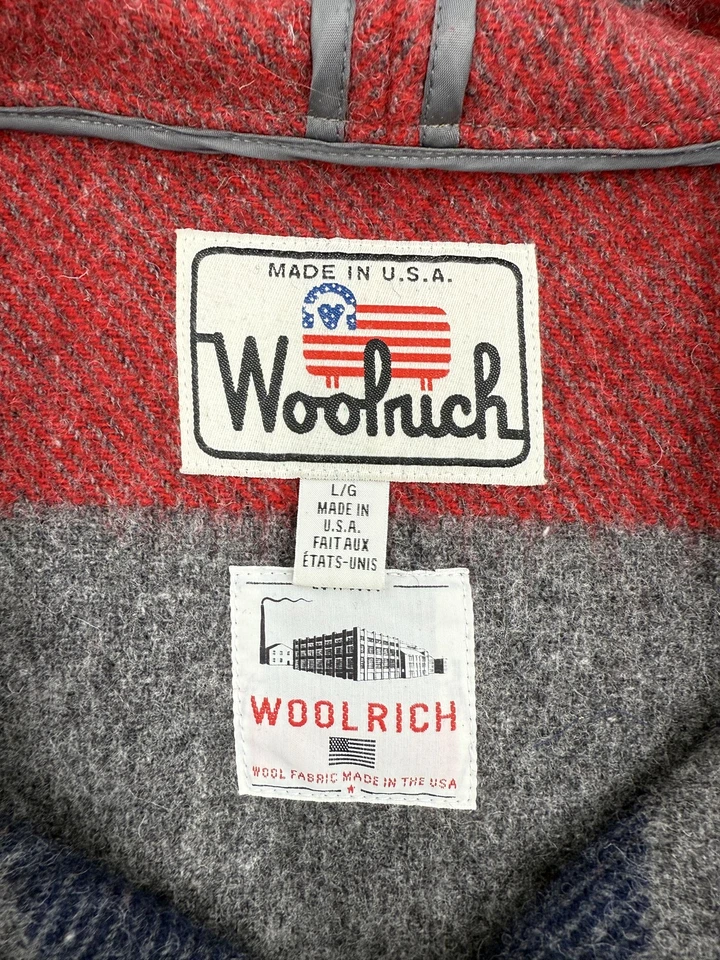 MADE IN U.S.A.
Woolrich
L/G
MADE IN
U.S.A.
FAIT AUX
ÉTATS-UNIS
WOOLRICH
WOOL FABRIC MADE IN THE USA